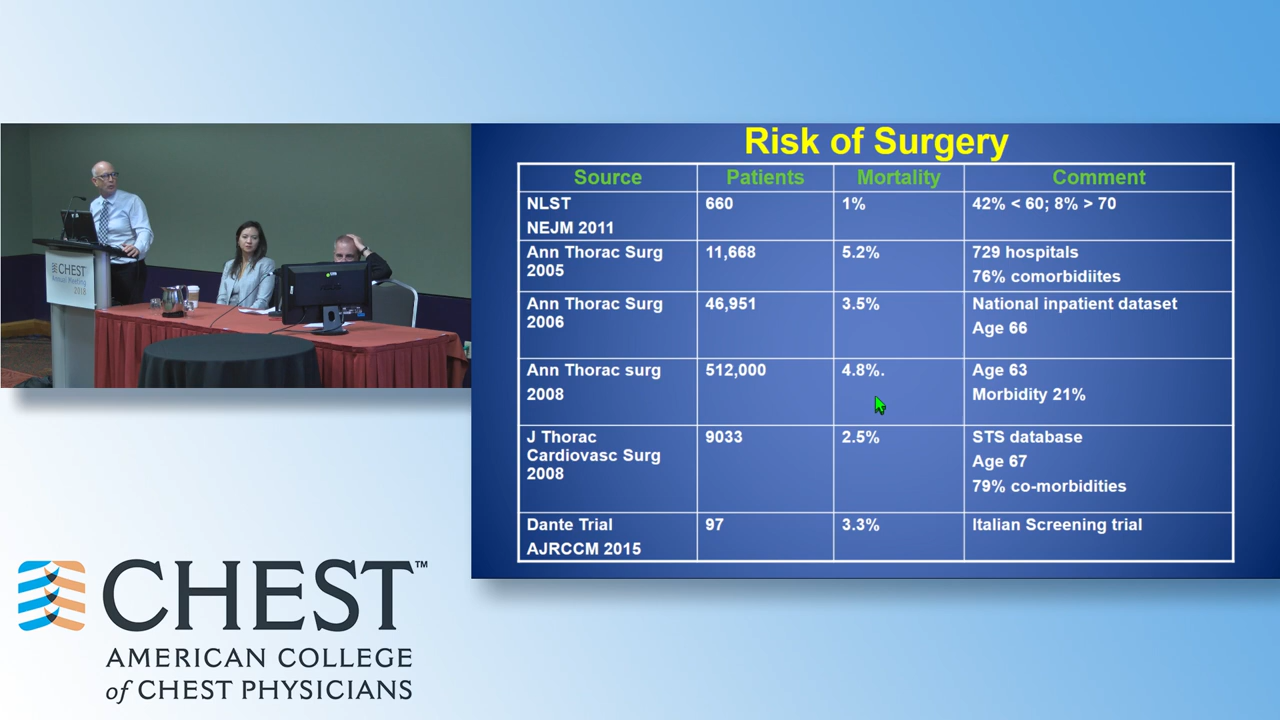 CHEST
Annual Meeting
2018
Risk of Surgery
Source Patients Mortality Comment
NLST
NEJM 2011
660
1%
42% < 60; 8% > 70
Ann Thorac Surg
2005
11,668
5.2%
729 hospitals
76% comorbidiites
Ann Thorac Surg
2006
46,951
3.5%
National inpatient dataset
Age 66
Ann Thorac surg
2008
512,000
4.8%.
Age 63
Morbidity 21%
J Thorac
Cardiovasc Surg
2008
9033
2.5%
STS database
Age 67
79% co-morbidities
Dante Trial
AJRCCM 2015
97
3.3%
Italian Screening trial
CHEST™
AMERICAN COLLEGE
of CHEST PHYSICIANS